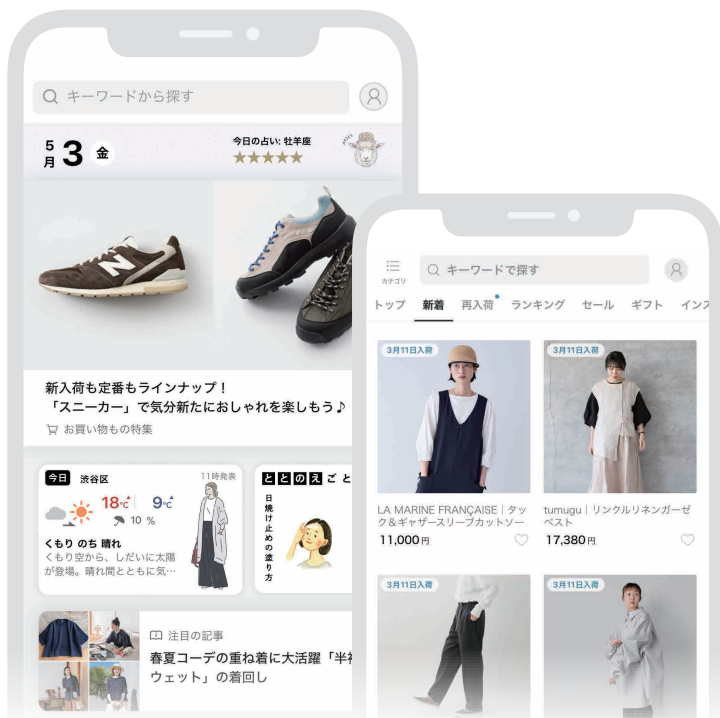 キーワードから探す
5
月
3
金
今日の占い: 牡羊座
★★★★★
N
新入荷も定番もラインナップ！
「スニーカー」で気分新たにおしゃれを楽しもう♪
お買い物もの特集
今日 渋谷区
11時発表
18℃ 9℃
10 %
くもり のち 晴れ
くもり空から、しだいに太陽
が登場。晴れ間とともに気…
ととのえごと
日焼け止めの塗り方
注目の記事
春夏コーデの重ね着に大活躍「半袖
ウェット」の着回し
カテゴリ
キーワードで探す
トップ 新着 再入荷 ランキング セール ギフト インス
3月11日入荷
3月11日入荷
LA MARINE FRANÇAISE｜タッ
ク＆ギャザースリーブカットソー
11,000円
tumugu｜リンクルリネンガーゼ
ベスト
17,380円
3月11日入荷
3月11日入荷